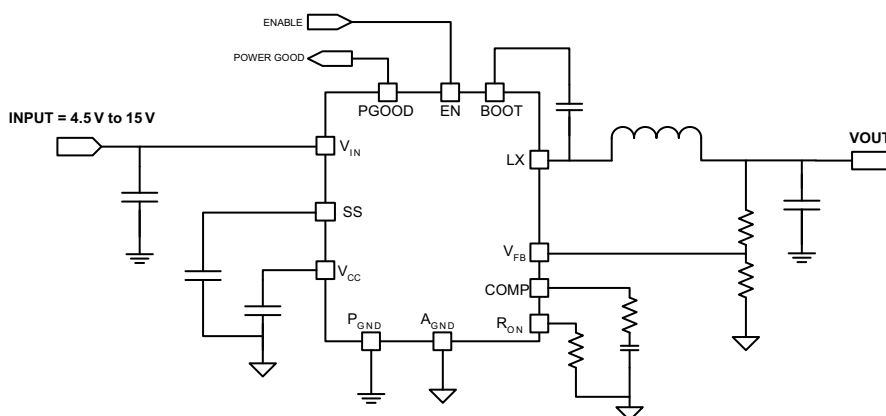 ENABLE
POWER GOOD
PGOOD
EN
BOOT
INPUT = 4.5 V to 15 V
VIN
LX
VOUT
SS
VFB
VCC
COMP
PGND
AGND
RON